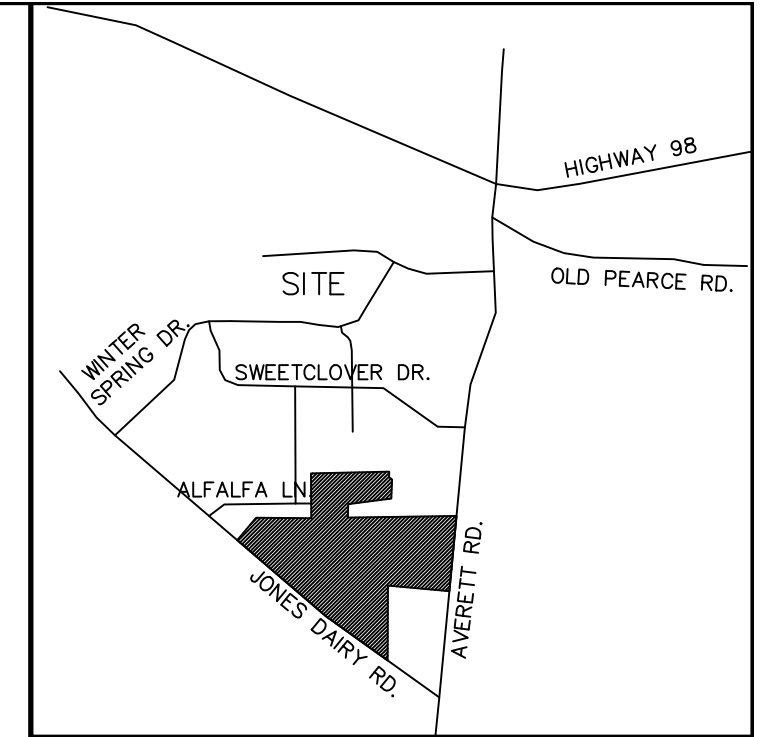 HIGHWAY 98
OLD PEARCE RD.
SITE
WINTER
SPRING DR.
SWEETCLOVER DR.
ALFALFA LN.
JONES DAIRY RD.
AVERETT RD.